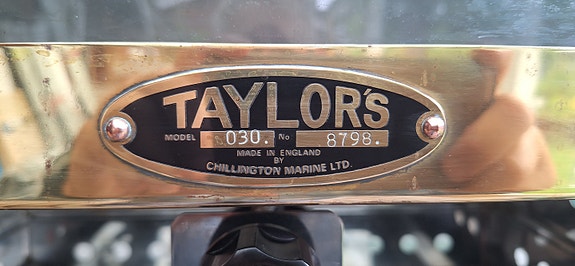 TAYLOR'S
MODEL 030. No 8798.
MADE IN ENGLAND
BY
CHILLINGTON MARINE LTD.